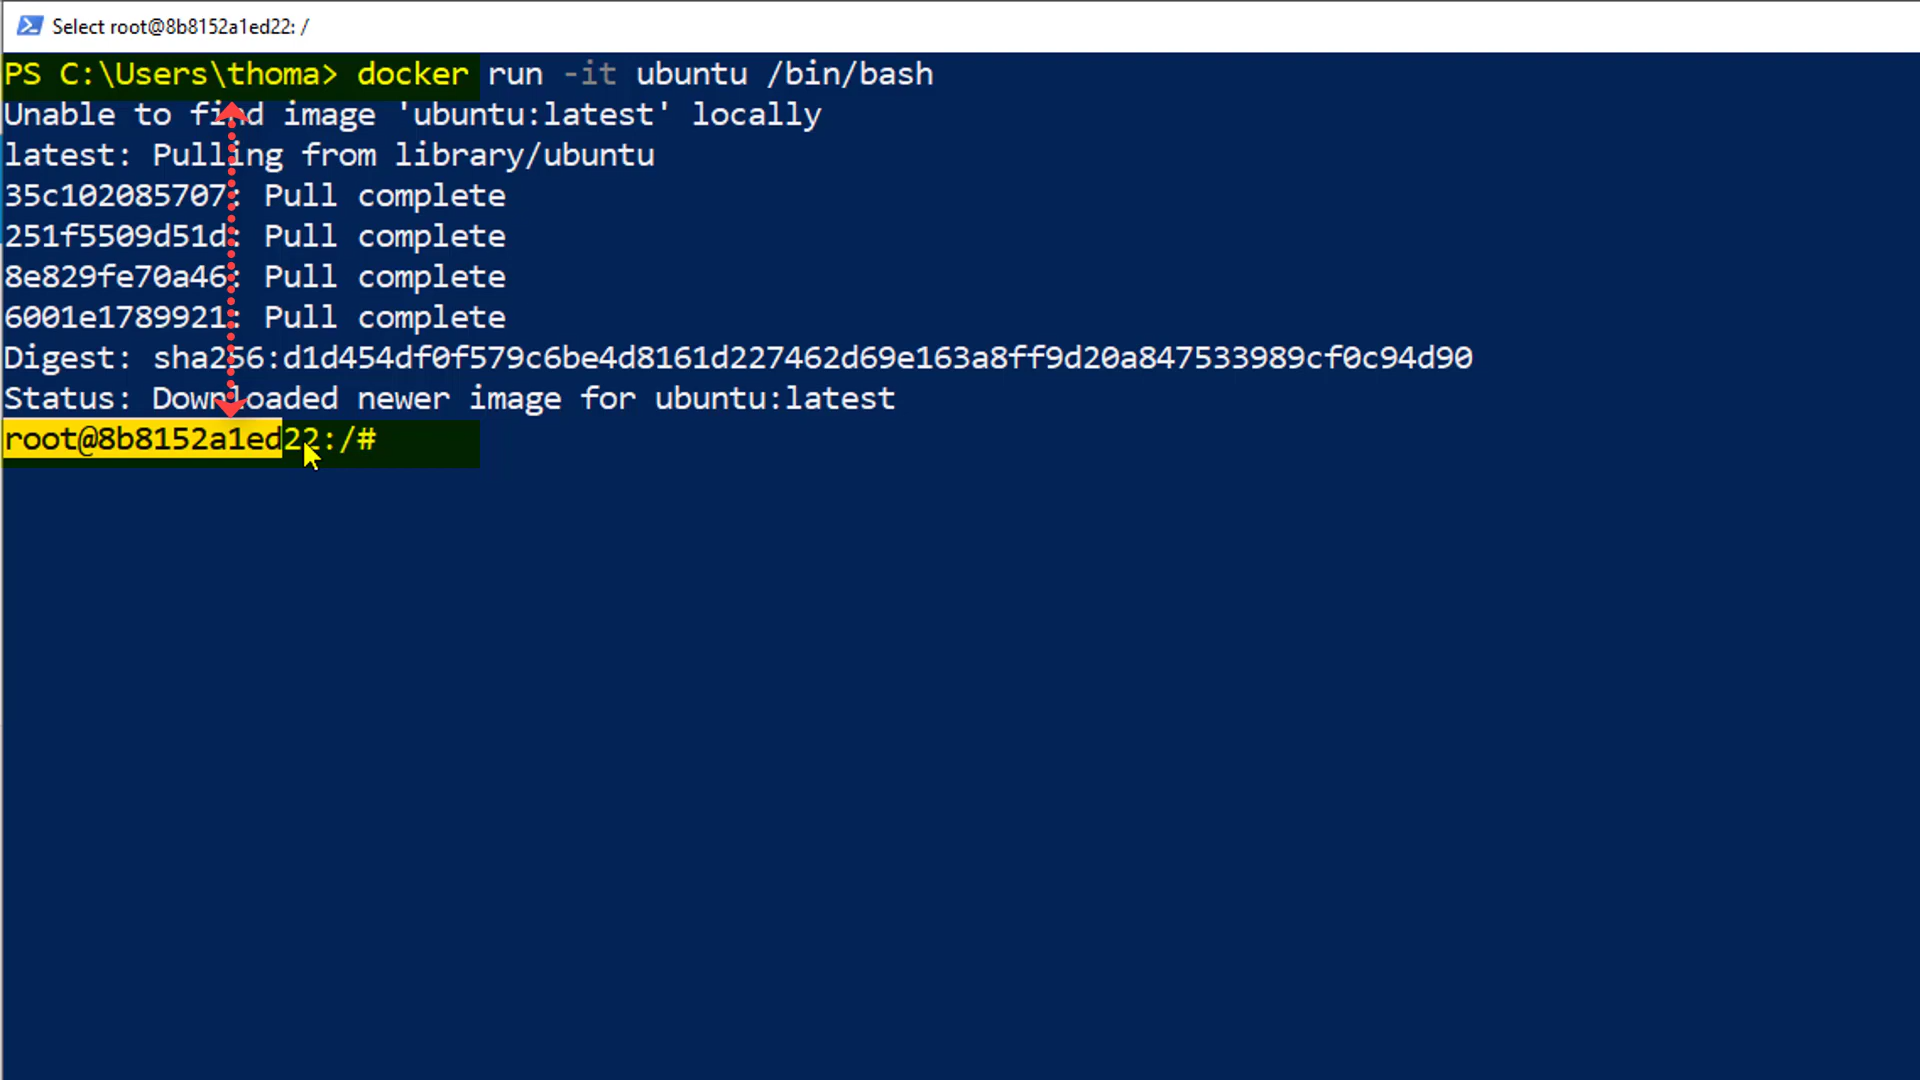 Select root@8b8152a1ed22: /
PS C:\Users\thoma> docker run -it ubuntu /bin/bash
Unable to find image 'ubuntu:latest' locally
latest: Pulling from library/ubuntu
35c102085707: Pull complete
251f5509d51d: Pull complete
8e829fe70a46: Pull complete
6001e1789921: Pull complete
Digest: sha256:d1d454df0f579c6be4d8161d227462d69e163a8ff9d20a847533989cf0c94d90
Status: Downloaded newer image for ubuntu:latest
root@8b8152a1ed22:/#